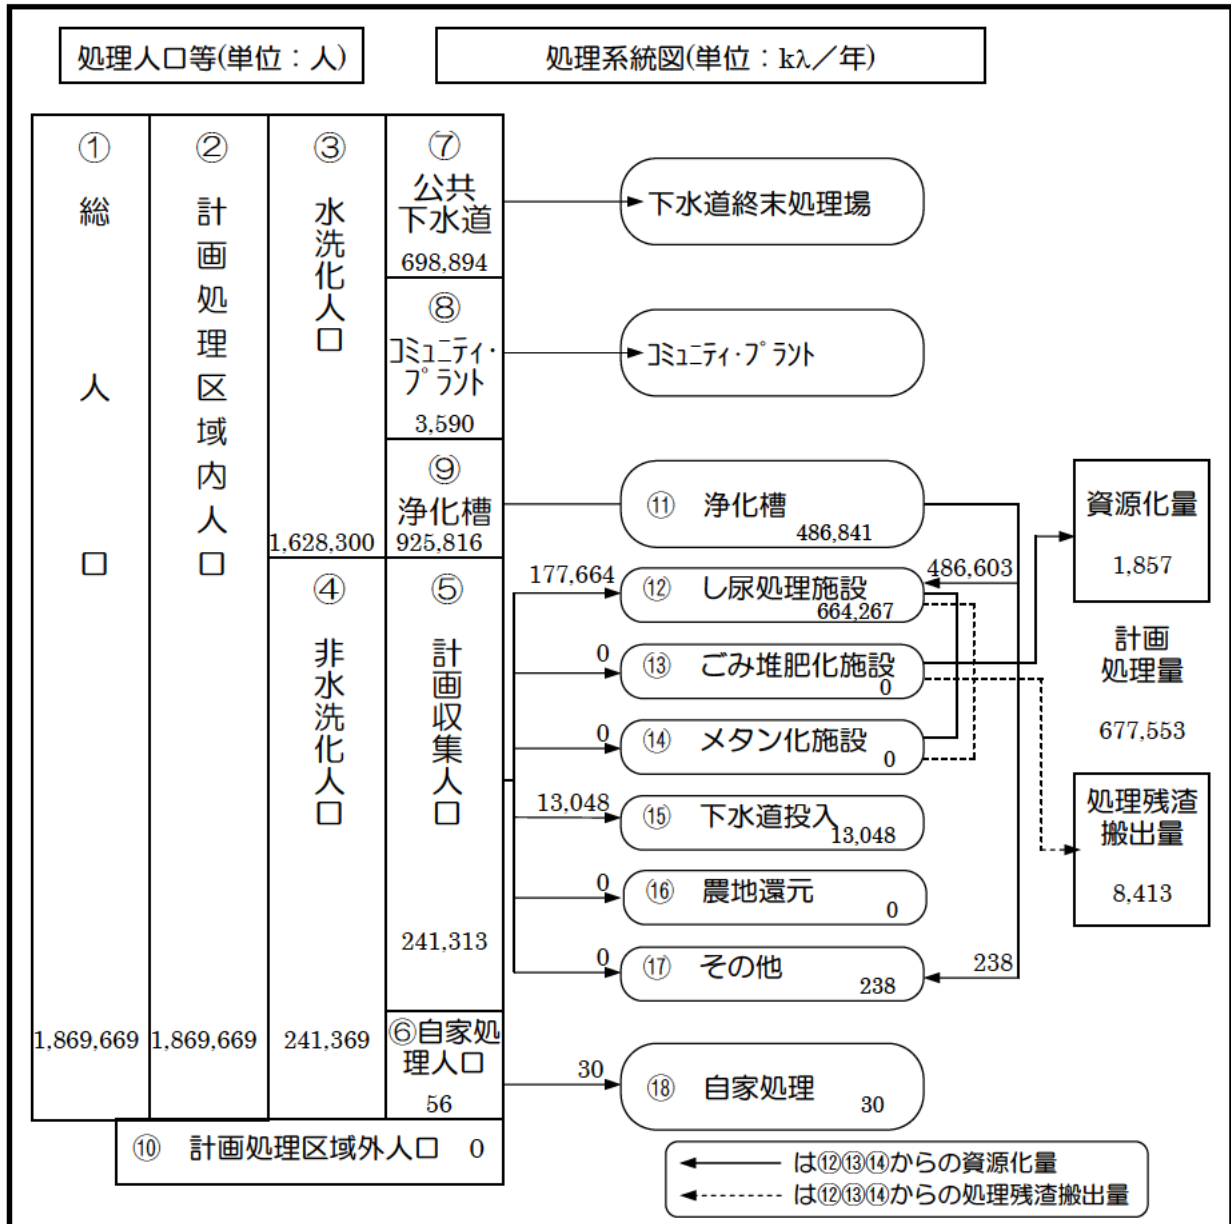 処理人口等(単位：人)
処理系統図(単位：kλ／年)
①
総人口
1,869,669
②
計画処理区域内人口
1,869,669
③
水洗化人口
1,628,300
④
非水洗化人口
241,369
⑦
公共
下水道
698,894
⑧
ｺﾐｭﾆﾃｨ・
ﾌﾟﾗﾝﾄ
3,590
⑨
浄化槽
925,816
⑤
計画収集人口
241,313
⑥自家処
理人口
56
⑩ 計画処理区域外人口 0
下水道終末処理場
ｺﾐｭﾆﾃｨ・ﾌﾟﾗﾝﾄ
⑪ 浄化槽
486,841
177,664
486,603
⑫ し尿処理施設
664,267
0
⑬ ごみ堆肥化施設
0
0
⑭ メタン化施設
0
13,048
⑮ 下水道投入
13,048
0
⑯ 農地還元
0
0
⑰ その他
238
238
30
⑱ 自家処理
30
資源化量
1,857
計画
処理量
677,553
処理残渣
搬出量
8,413
は⑫⑬⑭からの資源化量
は⑫⑬⑭からの処理残渣搬出量